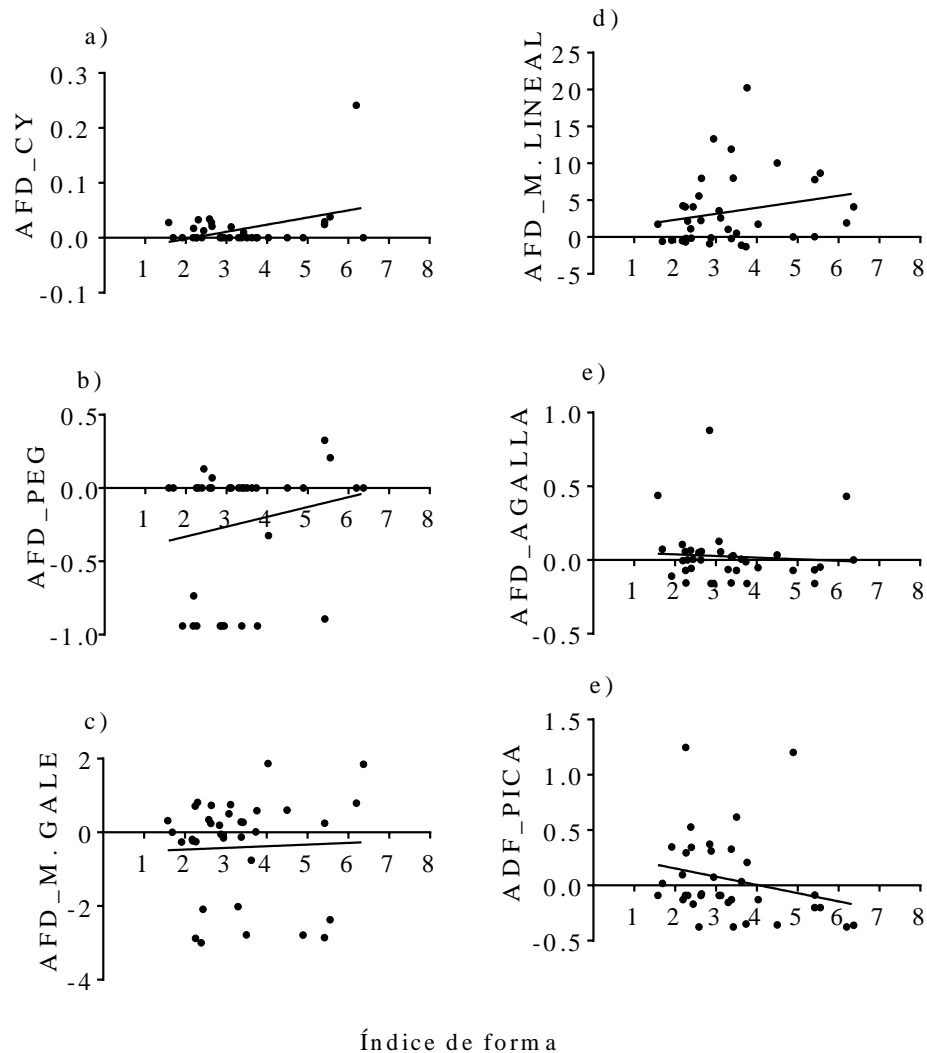 a)
AFD_CY
0.3
0.2
0.1
0.0
-0.1
1 2 3 4 5 6 7 8
b)
AFD_PEG
0.5
0.0
-0.5
-1.0
1 2 3 4 5 6 7 8
c)
AFD_M.GALE
2
0
-2
-4
1 2 3 4 5 6 7 8
d)
AFD_M.LINEAL
25
20
15
10
5
0
-5
1 2 3 4 5 6 7 8
e)
AFD_AGALLA
1.0
0.5
0.0
-0.5
1 2 3 4 5 6 7 8
e)
ADF_PICA
1.5
1.0
0.5
0.0
-0.5
1 2 3 4 5 6 7 8
Índice de forma